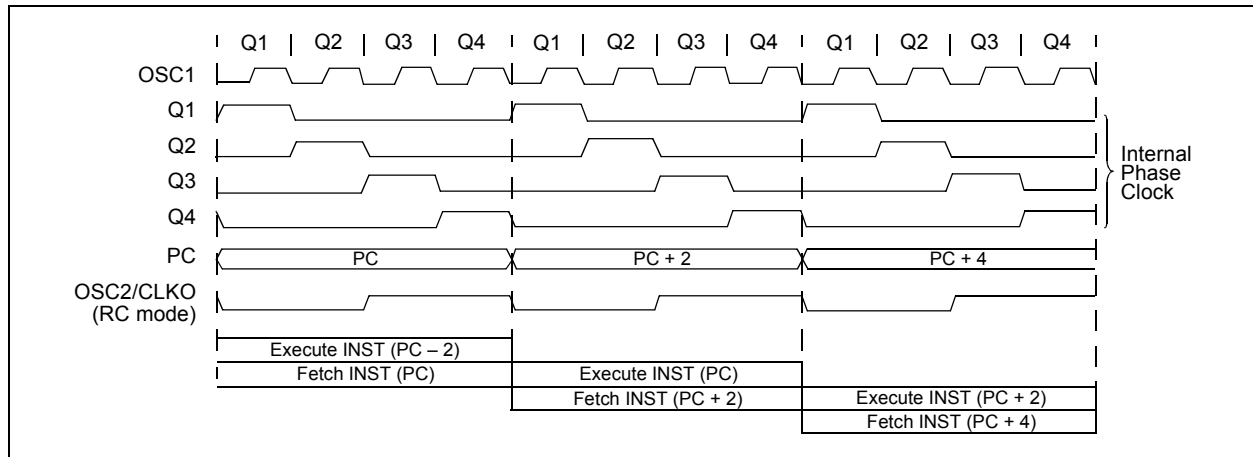 Q1 Q2 Q3 Q4 Q1 Q2 Q3 Q4 Q1 Q2 Q3 Q4
OSC1
Q1
Q2
Q3
Q4
Internal
Phase
Clock
PC PC PC + 2 PC + 4
OSC2/CLKO
(RC mode)
Execute INST (PC – 2)
Fetch INST (PC) Execute INST (PC)
Fetch INST (PC + 2) Execute INST (PC + 2)
Fetch INST (PC + 4)